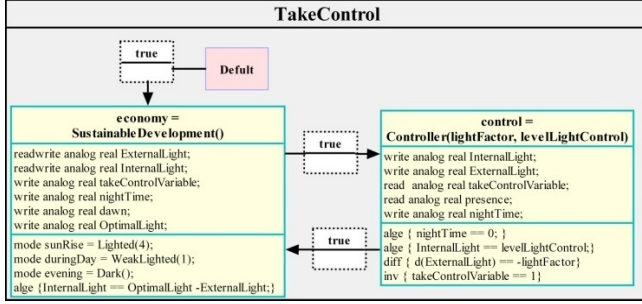 TakeControl
true
Defult
economy =
SustainableDevelopment()
readwrite analog real ExternalLight;
readwrite analog real InternalLight;
write analog real takeControlVariable;
write analog real nightTime;
write analog real dawn;
write analog real OptimalLight;
mode sunRise = Lighted(4);
mode duringDay = WeakLighted(1);
mode evening = Dark();
alge {InternalLight == OptimalLight -ExternalLight;}
true
true
control =
Controller(lightFactor, levelLightControl)
write analog real InternalLight;
write analog real ExternalLight;
read analog real takeControlVariable;
read analog real presence;
write analog real nightTime;
alge { nightTime == 0; }
alge { InternalLight == levelLightControl;}
diff { d(ExternalLight) == -lightFactor}
inv { takeControlVariable == 1}